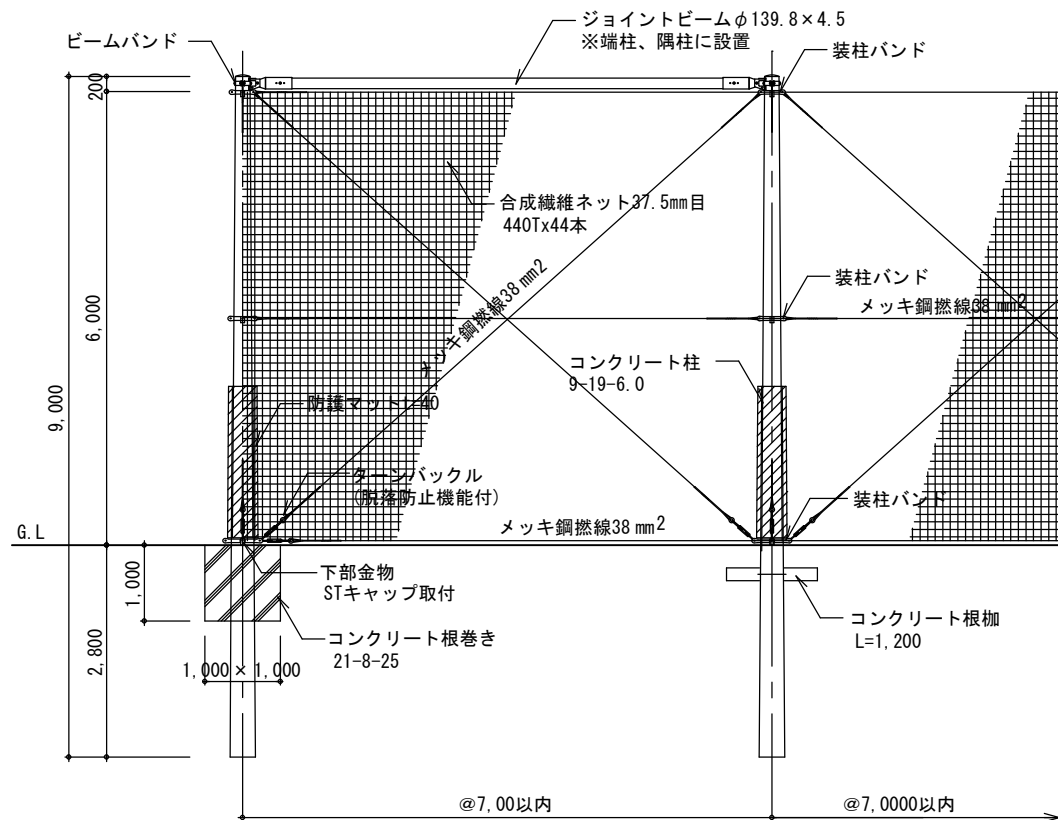 ジョイントビームφ139.8×4.5
※端柱、隅柱に設置
ビームバンド
装柱バンド
200
合成繊維ネット37.5mm目
440Tx44本
メッキ鋼撚線38 mm2
装柱バンド
メッキ鋼撚線38 mm2
6,000
9,000
コンクリート柱
9-19-6.0
防護マットt=40
ターンバックル
(脱落防止機能付)
装柱バンド
メッキ鋼撚線38 mm2
G.L
下部金物
STキャップ取付
1,000
コンクリート根枷
L=1,200
コンクリート根巻き
21-8-25
2,800
1,000 × 1,000
@7,00以内
@7,0000以内